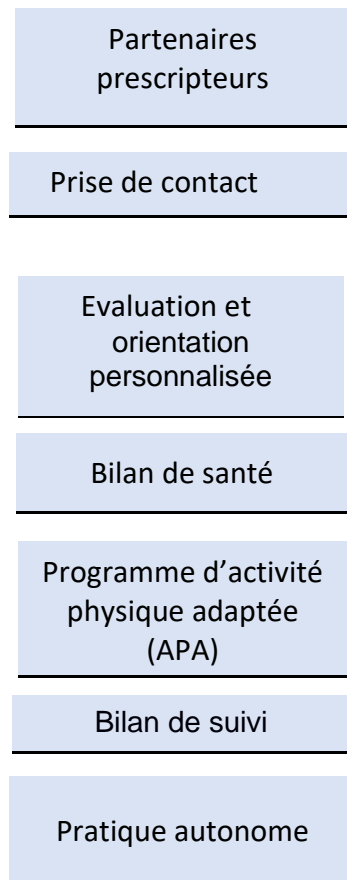 Partenaires
prescripteurs
Prise de contact
Evaluation et
orientation
personnalisée
Bilan de santé
Programme d’activité
physique adaptée
(APA)
Bilan de suivi
Pratique autonome